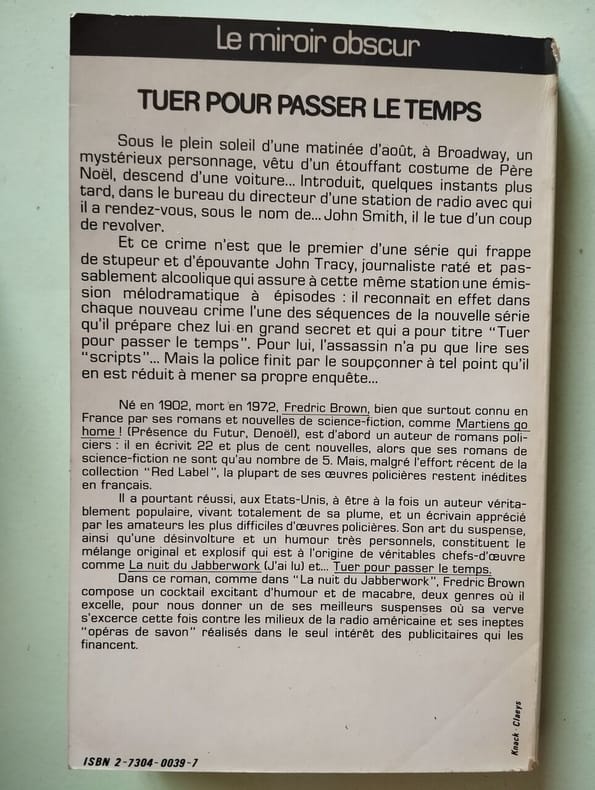 Le miroir obscur
TUER POUR PASSER LE TEMPS
Sous le plein soleil d'une matinée d'août, à Broadway, un
mystérieux personnage, vêtu d'un étouffant costume de Père
Noël, descend d'une voiture... Introduit, quelques instants plus
tard, dans le bureau du directeur d'une station de radio avec qui
il a rendez-vous, sous le nom de... John Smith, il le tue d'un coup
de revolver.
Et ce crime n'est que le premier d'une série qui frappe
de stupeur et d'épouvante John Tracy, journaliste raté et pas-
sablement alcoolique qui assure à cette même station une émis-
sion mélodramatique à épisodes : il reconnait en effet dans
chaque nouveau crime l'une des séquences de la nouvelle série
qu'il prépare chez lui en grand secret et qui a pour titre "Tuer
pour passer le temps". Pour lui, l'assassin n'a pu que lire ses
"scripts"... Mais la police finit par le soupçonner à tel point qu'il
en est réduit à mener sa propre enquête...
Né en 1902, mort en 1972, Fredric Brown, bien que surtout connu en
France par ses romans et nouvelles de science-fiction, comme Martiens go
home ! (Présence du Futur, Denoël), est d'abord un auteur de romans poli-
ciers : il en écrivit 22 et plus de cent nouvelles, alors que ses romans de
science-fiction ne sont qu'au nombre de 5. Mais, malgré l'effort récent de la
collection "Red Label", la plupart de ses œuvres policières restent inédites
en français.
Il a pourtant réussi, aux Etats-Unis, à être à la fois un auteur vérita-
blement populaire, vivant totalement de sa plume, et un écrivain apprécié
par les amateurs les plus difficiles d'œuvres policières. Son art du suspense,
ainsi qu'une désinvolture et un humour très personnels, constituent le
mélange original et explosif qui est à l'origine de véritables chefs-d'œuvre
comme La nuit du Jabberwork (J'ai lu) et... Tuer pour passer le temps.
Dans ce roman, comme dans "La nuit du Jabberwork", Fredric Brown
compose un cocktail excitant d'humour et de macabre, deux genres où il
excelle, pour nous donner un de ses meilleurs suspenses où sa verve
s'exerce cette fois contre les milieux de la radio américaine et ses ineptes
"opéras de savon" réalisés dans le seul intérêt des publicitaires qui les
financent.
Knack - Claeys
ISBN 2-7304-0039-7